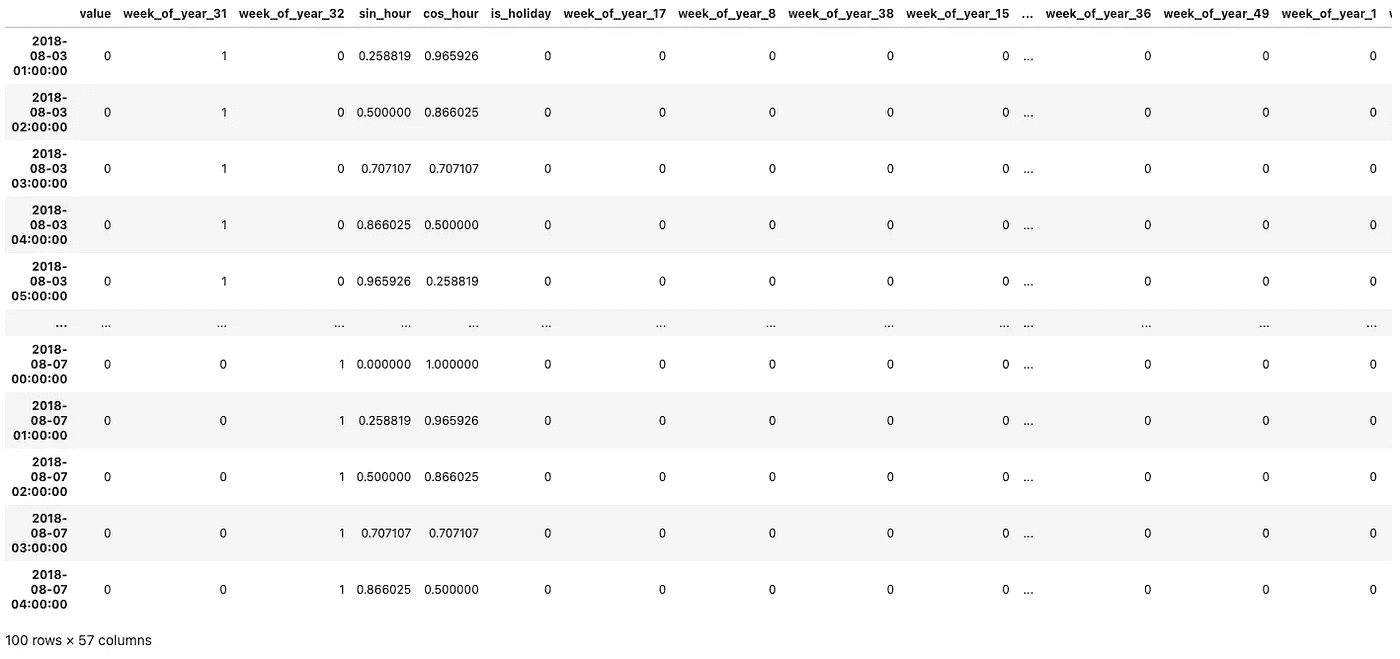 value week_of_year_31 week_of_year_32 sin_hour cos_hour is_holiday week_of_year_17 week_of_year_8 week_of_year_38 week_of_year_15 ... week_of_year_36 week_of_year_49 week_of_year_1
2018-
08-03
01:00:00
0 1 0 0.258819 0.965926 0 0 0 0 0 ... 0 0 0
2018-
08-03
02:00:00
0 1 0 0.500000 0.866025 0 0 0 0 0 ... 0 0 0
2018-
08-03
03:00:00
0 1 0 0.707107 0.707107 0 0 0 0 0 ... 0 0 0
2018-
08-03
04:00:00
0 1 0 0.866025 0.500000 0 0 0 0 0 ... 0 0 0
2018-
08-03
05:00:00
0 1 0 0.965926 0.258819 0 0 0 0 0 ... 0 0 0
... ... ... ... ... ... ... ... ... ... ... ... ... ... ...
2018-
08-07
00:00:00
0 0 1 0.000000 1.000000 0 0 0 0 0 ... 0 0 0
2018-
08-07
01:00:00
0 0 1 0.258819 0.965926 0 0 0 0 0 ... 0 0 0
2018-
08-07
02:00:00
0 0 1 0.500000 0.866025 0 0 0 0 0 ... 0 0 0
2018-
08-07
03:00:00
0 0 1 0.707107 0.707107 0 0 0 0 0 ... 0 0 0
2018-
08-07
04:00:00
0 0 1 0.866025 0.500000 0 0 0 0 0 ... 0 0 0
100 rows × 57 columns